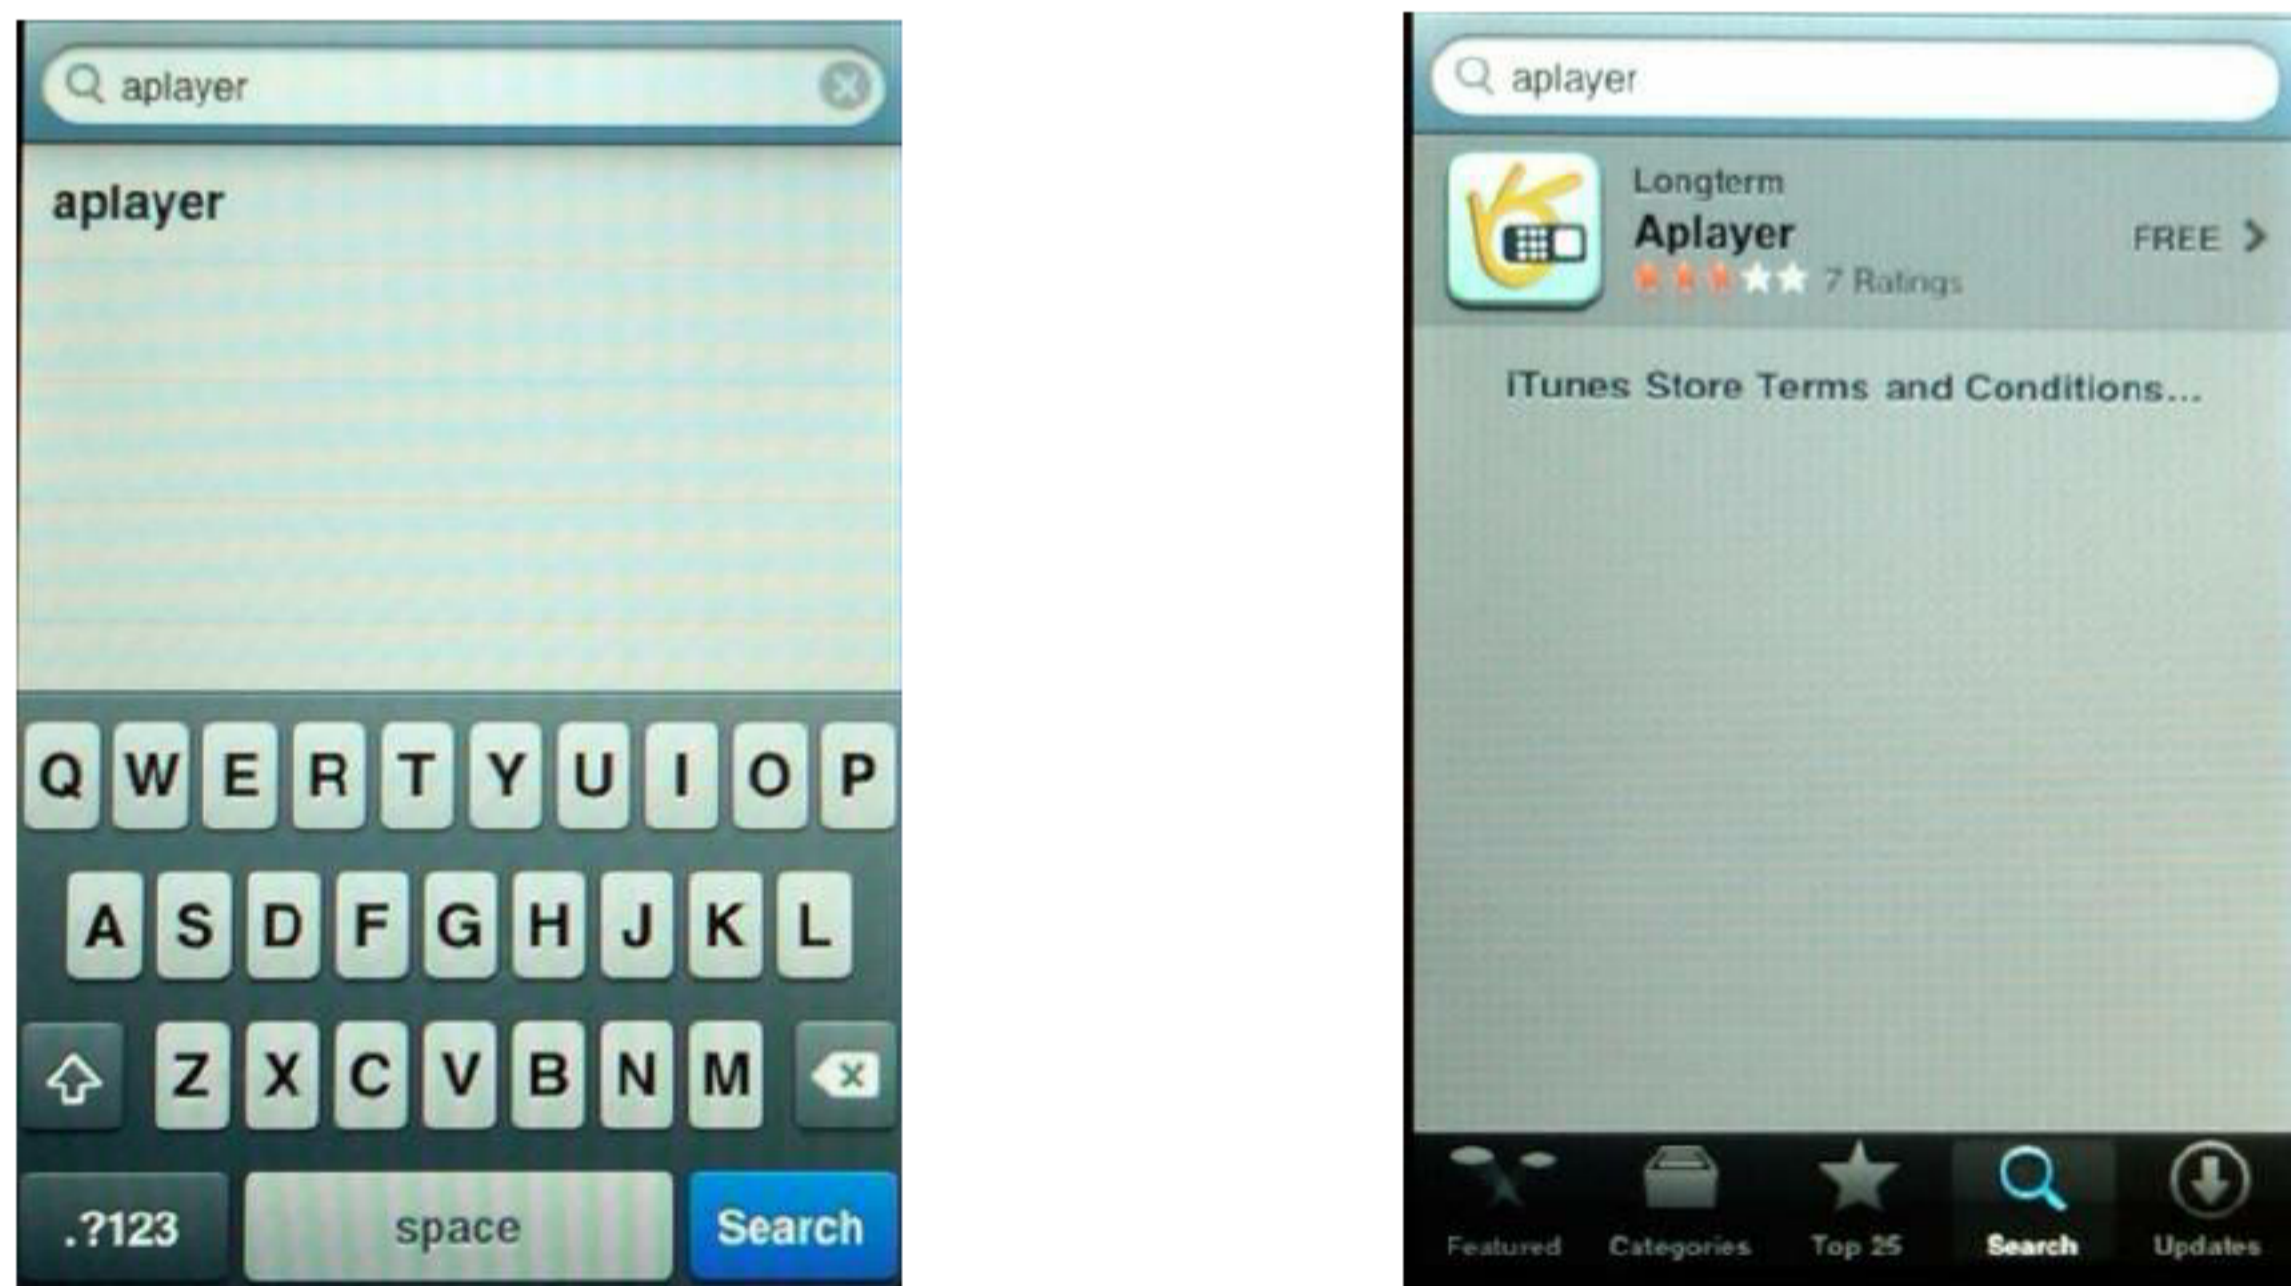 aplayer
aplayer
Q W E R T Y U I O P
A S D F G H J K L
Z X C V B N M
.?123 space Search
aplayer
Longterm
Aplayer
FREE
7 Ratings
iTunes Store Terms and Conditions...
Featured Categories Top 25 Search Updates